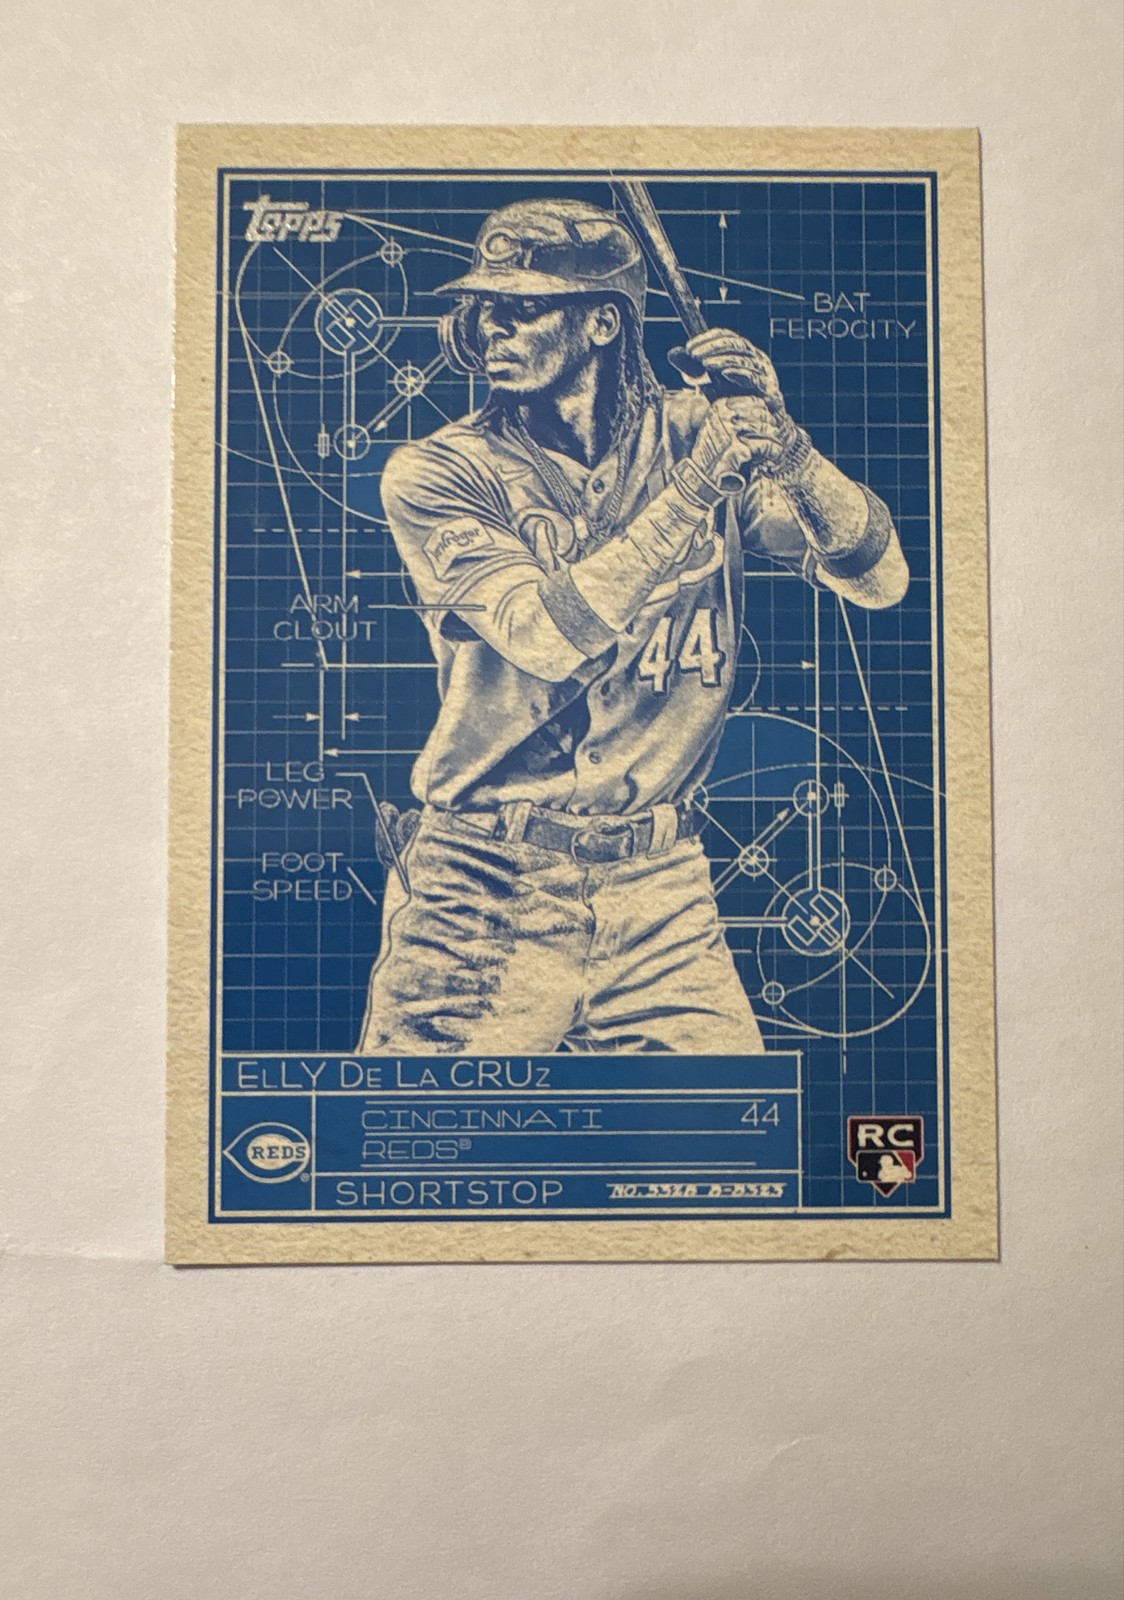 Topps
BAT
FEROCITY
Kroger
44
ARM
CLOUT
LEG
POWER
FOOT
SPEED
ELLY DE LA CRUZ
CINCINNATI 44
REDS®
REDS®
SHORTSTOP
RC